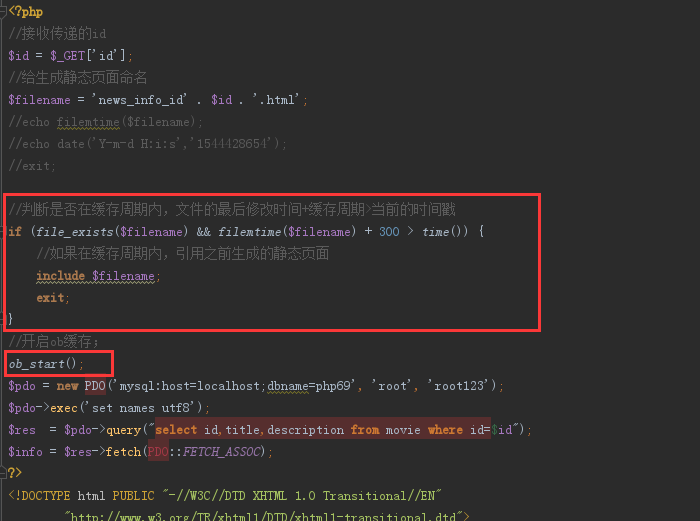 <?php
//接收传递的id
$id = $_GET['id'];
//给生成静态页面命名
$filename = 'news_info_id' . $id . '.html';
//echo filemtime($filename);
//echo date('Y-m-d H:i:s','1544428654');
//exit;
//判断是否在缓存周期内，文件的最后修改时间+缓存周期>当前的时间戳
if (file_exists($filename) && filemtime($filename) + 300 > time()) {
//如果在缓存周期内，引用之前生成的静态页面
include $filename;
exit;
}
//开启ob缓存；
ob_start();
$pdo = new PDO('mysql:host=localhost;dbname=php69', 'root', 'root123');
$pdo->exec('set names utf8');
$res = $pdo->query("select id,title,description from movie where id=$id");
$info = $res->fetch(PDO::FETCH_ASSOC);
?>
<!DOCTYPE html PUBLIC "-//W3C//DTD XHTML 1.0 Transitional//EN"
"http://www.w3.org/TR/xhtml1/DTD/xhtml1-transitional.dtd">